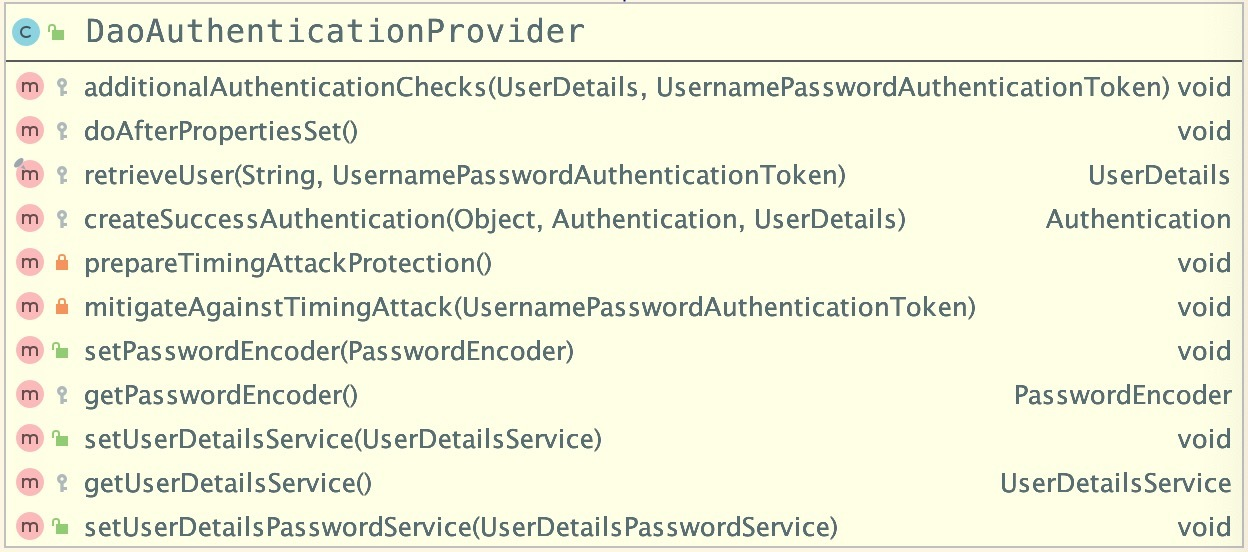 C DaoAuthenticationProvider
m additionalAuthenticationChecks(UserDetails, UsernamePasswordAuthenticationToken) void
m doAfterPropertiesSet() void
m retrieveUser(String, UsernamePasswordAuthenticationToken) UserDetails
m createSuccessAuthentication(Object, Authentication, UserDetails) Authentication
m prepareTimingAttackProtection() void
m mitigateAgainstTimingAttack(UsernamePasswordAuthenticationToken) void
m setPasswordEncoder(PasswordEncoder) void
m getPasswordEncoder() PasswordEncoder
m setUserDetailsService(UserDetailsService) void
m getUserDetailsService() UserDetailsService
m setUserDetailsPasswordService(UserDetailsPasswordService) void